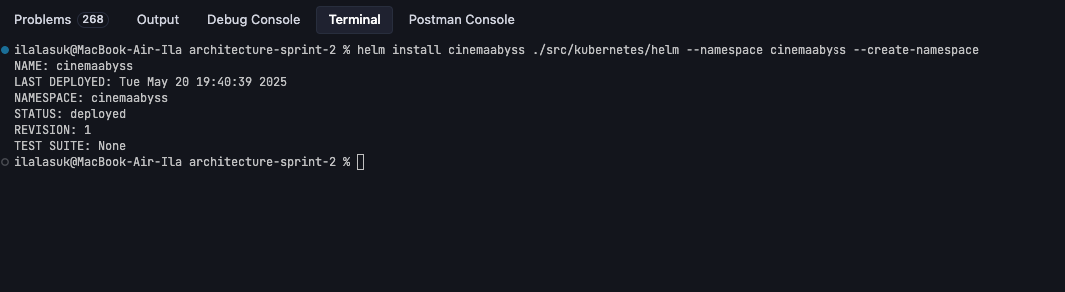 Problems 268 Output Debug Console Terminal Postman Console
ilalasuk@MacBook-Air-Ila architecture-sprint-2 % helm install cinemaabyss ./src/kubernetes/helm --namespace cinemaabyss --create-namespace
NAME: cinemaabyss
LAST DEPLOYED: Tue May 20 19:40:39 2025
NAMESPACE: cinemaabyss
STATUS: deployed
REVISION: 1
TEST SUITE: None
ilalasuk@MacBook-Air-Ila architecture-sprint-2 %